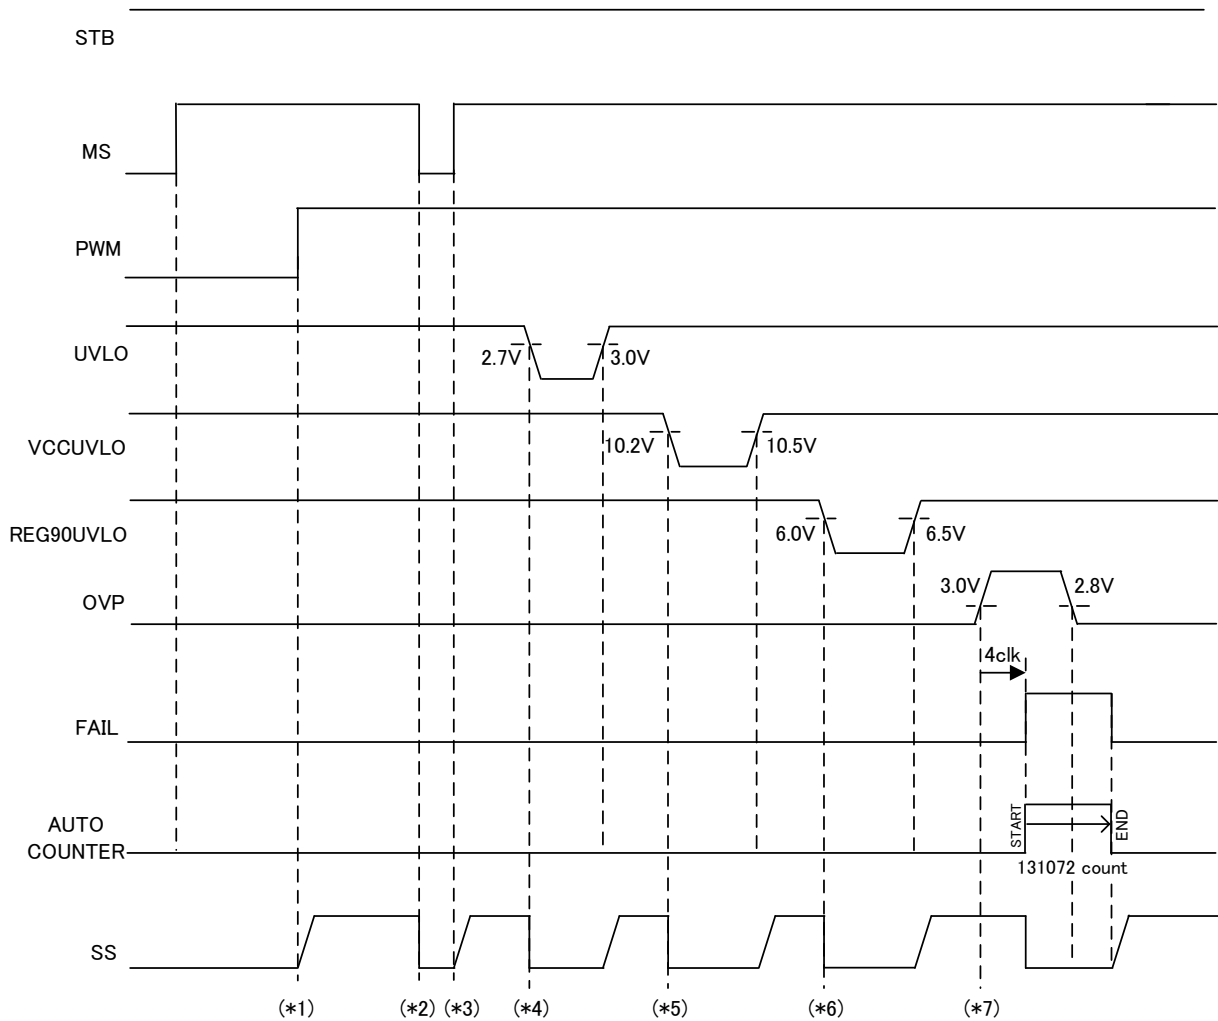 STB
MS
PWM
UVLO
2.7V
3.0V
VCCUVLO
10.2V
10.5V
REG90UVLO
6.0V
6.5V
OVP
3.0V
2.8V
4clk
FAIL
AUTO
COUNTER
START
END
131072 count
SS
(*1)
(*2)
(*3)
(*4)
(*5)
(*6)
(*7)